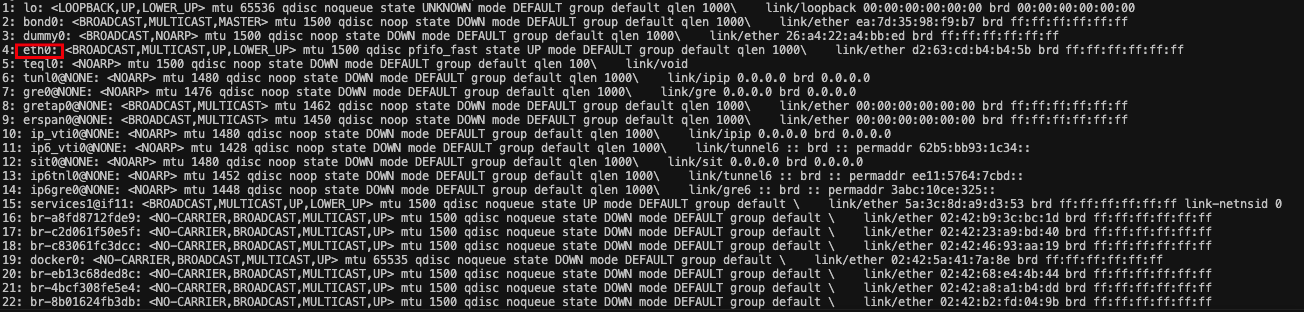 1: lo: <LOOPBACK,UP,LOWER_UP> mtu 65536 qdisc noqueue state UNKNOWN mode DEFAULT group default qlen 1000\    link/loopback 00:00:00:00:00:00 brd 00:00:00:00:00:00
2: bond0: <BROADCAST,MULTICAST,MASTER> mtu 1500 qdisc noop state DOWN mode DEFAULT group default qlen 1000\    link/ether ea:7d:35:98:f9:b7 brd ff:ff:ff:ff:ff:ff
3: dummy0: <BROADCAST,NOARP> mtu 1500 qdisc noop state DOWN mode DEFAULT group default qlen 1000\    link/ether 26:a4:22:a4:bb:ed brd ff:ff:ff:ff:ff:ff
4: eth0: <BROADCAST,MULTICAST,UP,LOWER_UP> mtu 1500 qdisc pfifo_fast state UP mode DEFAULT group default qlen 1000\    link/ether d2:63:cd:b4:b4:5b brd ff:ff:ff:ff:ff:ff
5: teql0: <NOARP> mtu 1500 qdisc noop state DOWN mode DEFAULT group default qlen 100\    link/void
6: tunl0@NONE: <NOARP> mtu 1480 qdisc noop state DOWN mode DEFAULT group default qlen 1000\    link/ipip 0.0.0.0 brd 0.0.0.0
7: gre0@NONE: <NOARP> mtu 1476 qdisc noop state DOWN mode DEFAULT group default qlen 1000\    link/gre 0.0.0.0 brd 0.0.0.0
8: gretap0@NONE: <BROADCAST,MULTICAST> mtu 1462 qdisc noop state DOWN mode DEFAULT group default qlen 1000\    link/ether 00:00:00:00:00:00 brd ff:ff:ff:ff:ff:ff
9: erspan0@NONE: <BROADCAST,MULTICAST> mtu 1450 qdisc noop state DOWN mode DEFAULT group default qlen 1000\    link/ether 00:00:00:00:00:00 brd ff:ff:ff:ff:ff:ff
10: ip_vti0@NONE: <NOARP> mtu 1480 qdisc noop state DOWN mode DEFAULT group default qlen 1000\    link/ipip 0.0.0.0 brd 0.0.0.0
11: ip6_vti0@NONE: <NOARP> mtu 1428 qdisc noop state DOWN mode DEFAULT group default qlen 1000\    link/tunnel6 :: brd :: permaddr 62b5:bb93:1c34::
12: sit0@NONE: <NOARP> mtu 1480 qdisc noop state DOWN mode DEFAULT group default qlen 1000\    link/sit 0.0.0.0 brd 0.0.0.0
13: ip6tnl0@NONE: <NOARP> mtu 1452 qdisc noop state DOWN mode DEFAULT group default qlen 1000\    link/tunnel6 :: brd :: permaddr ee11:5764:7cbd::
14: ip6gre0@NONE: <NOARP> mtu 1448 qdisc noop state DOWN mode DEFAULT group default qlen 1000\    link/gre6 :: brd :: permaddr 3abc:10ce:325::
15: services1@if11: <BROADCAST,MULTICAST,UP,LOWER_UP> mtu 1500 qdisc noqueue state UP mode DEFAULT group default \    link/ether 5a:3c:8d:a9:d3:53 brd ff:ff:ff:ff:ff:ff link-netnsid 0
16: br-a8fd8712fde9: <NO-CARRIER,BROADCAST,MULTICAST,UP> mtu 1500 qdisc noqueue state DOWN mode DEFAULT group default \    link/ether 02:42:b9:3c:bc:1d brd ff:ff:ff:ff:ff:ff
17: br-c2d061f50e5f: <NO-CARRIER,BROADCAST,MULTICAST,UP> mtu 1500 qdisc noqueue state DOWN mode DEFAULT group default \    link/ether 02:42:23:a9:bd:40 brd ff:ff:ff:ff:ff:ff
18: br-c83061fc3dcc: <NO-CARRIER,BROADCAST,MULTICAST,UP> mtu 1500 qdisc noqueue state DOWN mode DEFAULT group default \    link/ether 02:42:46:93:aa:19 brd ff:ff:ff:ff:ff:ff
19: docker0: <NO-CARRIER,BROADCAST,MULTICAST,UP> mtu 65535 qdisc noqueue state DOWN mode DEFAULT group default \    link/ether 02:42:5a:41:7a:8e brd ff:ff:ff:ff:ff:ff
20: br-eb13c68ded8c: <NO-CARRIER,BROADCAST,MULTICAST,UP> mtu 1500 qdisc noqueue state DOWN mode DEFAULT group default \    link/ether 02:42:68:e4:4b:44 brd ff:ff:ff:ff:ff:ff
21: br-4bcf308fe5e4: <NO-CARRIER,BROADCAST,MULTICAST,UP> mtu 1500 qdisc noqueue state DOWN mode DEFAULT group default \    link/ether 02:42:a8:a1:b4:dd brd ff:ff:ff:ff:ff:ff
22: br-8b01624fb3db: <NO-CARRIER,BROADCAST,MULTICAST,UP> mtu 1500 qdisc noqueue state DOWN mode DEFAULT group default \    link/ether 02:42:b2:fd:04:9b brd ff:ff:ff:ff:ff:ff